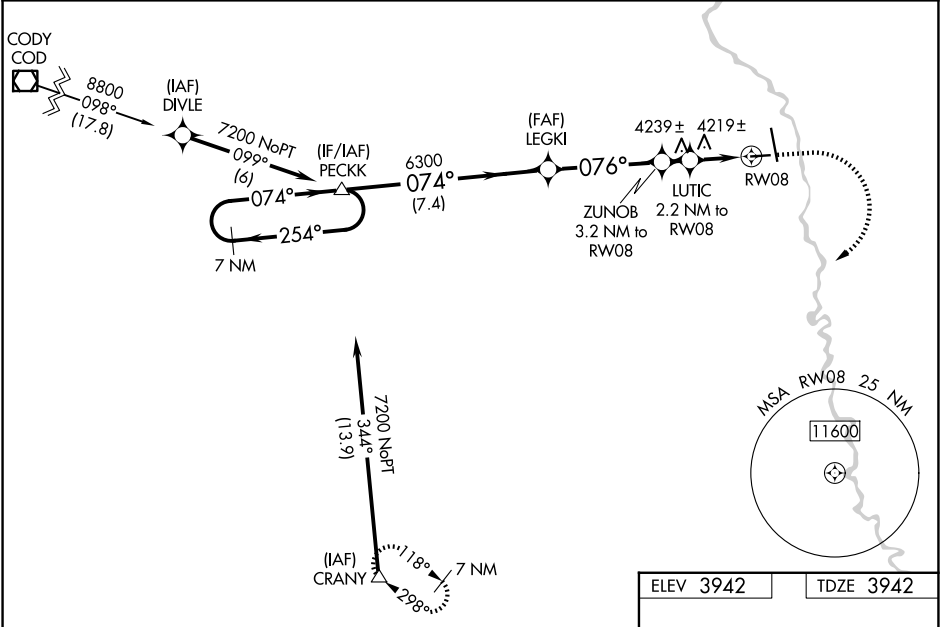 CODY
COD
8800
098°
(17.8)
(IAF)
DIVLE
7200 NoPT
099°
(6)
(IF/IAF)
PECKK
074°
254°
7 NM
6300
074°
(7.4)
(FAF)
LEGKI
076°
4239±
4219±
ZUNOB
3.2 NM to
RW08
LUTIC
2.2 NM to
RW08
RW08
7200 NoPT
344°
(13.9)
(IAF)
CRANY
118°
298°
7 NM
MSA RW08 25 NM
11600
ELEV 3942
TDZE 3942